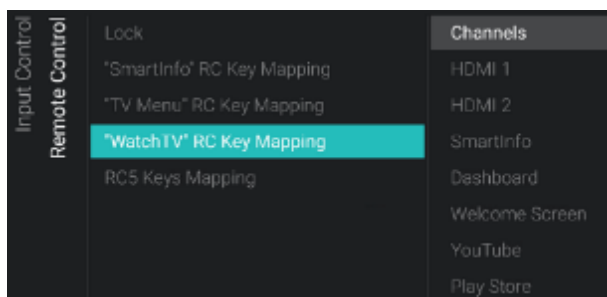 Input Control
Remote Control
Lock
"SmartInfo" RC Key Mapping
"TV Menu" RC Key Mapping
"WatchTV" RC Key Mapping
RC5 Keys Mapping
Channels
HDMI 1
HDMI 2
SmartInfo
Dashboard
Welcome Screen
YouTube
Play Store